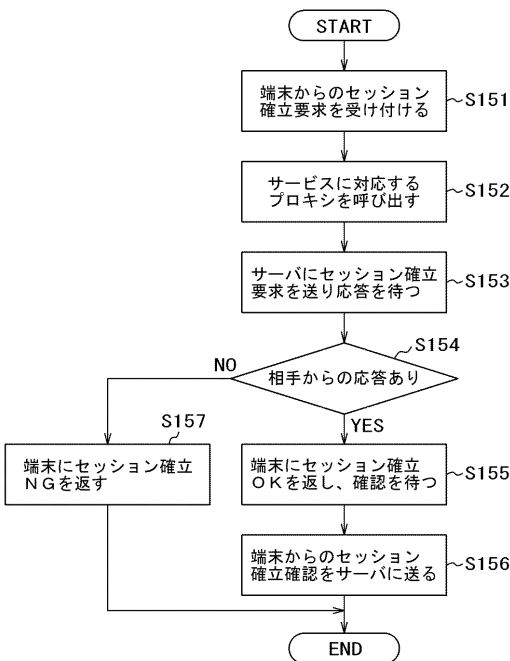 START
端末からのセッション
確立要求を受け付ける
S151
サービスに対応する
プロキシを呼び出す
S152
サーバにセッション確立
要求を送り応答を待つ
S153
S154
相手からの応答あり
NO
YES
S157
端末にセッション確立
ＮＧを返す
端末にセッション確立
ＯＫを返し、確認を待つ
S155
端末からのセッション
確立確認をサーバに送る
S156
END